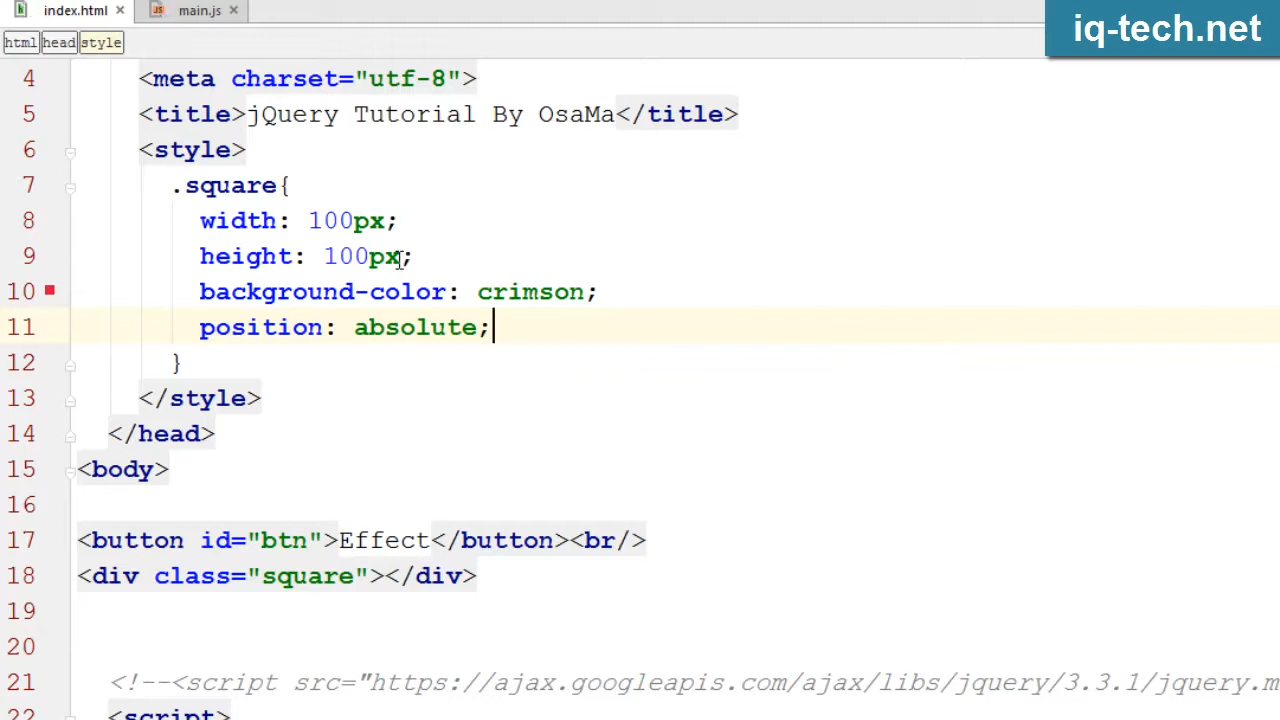 index.html
main.js
iq-tech.net
html head style
4 <meta charset="utf-8">
5 <title>jQuery Tutorial By OsaMa</title>
6 <style>
7 .square{
8 width: 100px;
9 height: 100px;
10 background-color: crimson;
11 position: absolute;
12 }
13 </style>
14 </head>
15 <body>
16
17 <button id="btn">Effect</button><br/>
18 <div class="square"></div>
19
20
21 <!--<script src="https://ajax.googleapis.com/ajax/libs/jquery/3.3.1/jquery.m
22 <script>